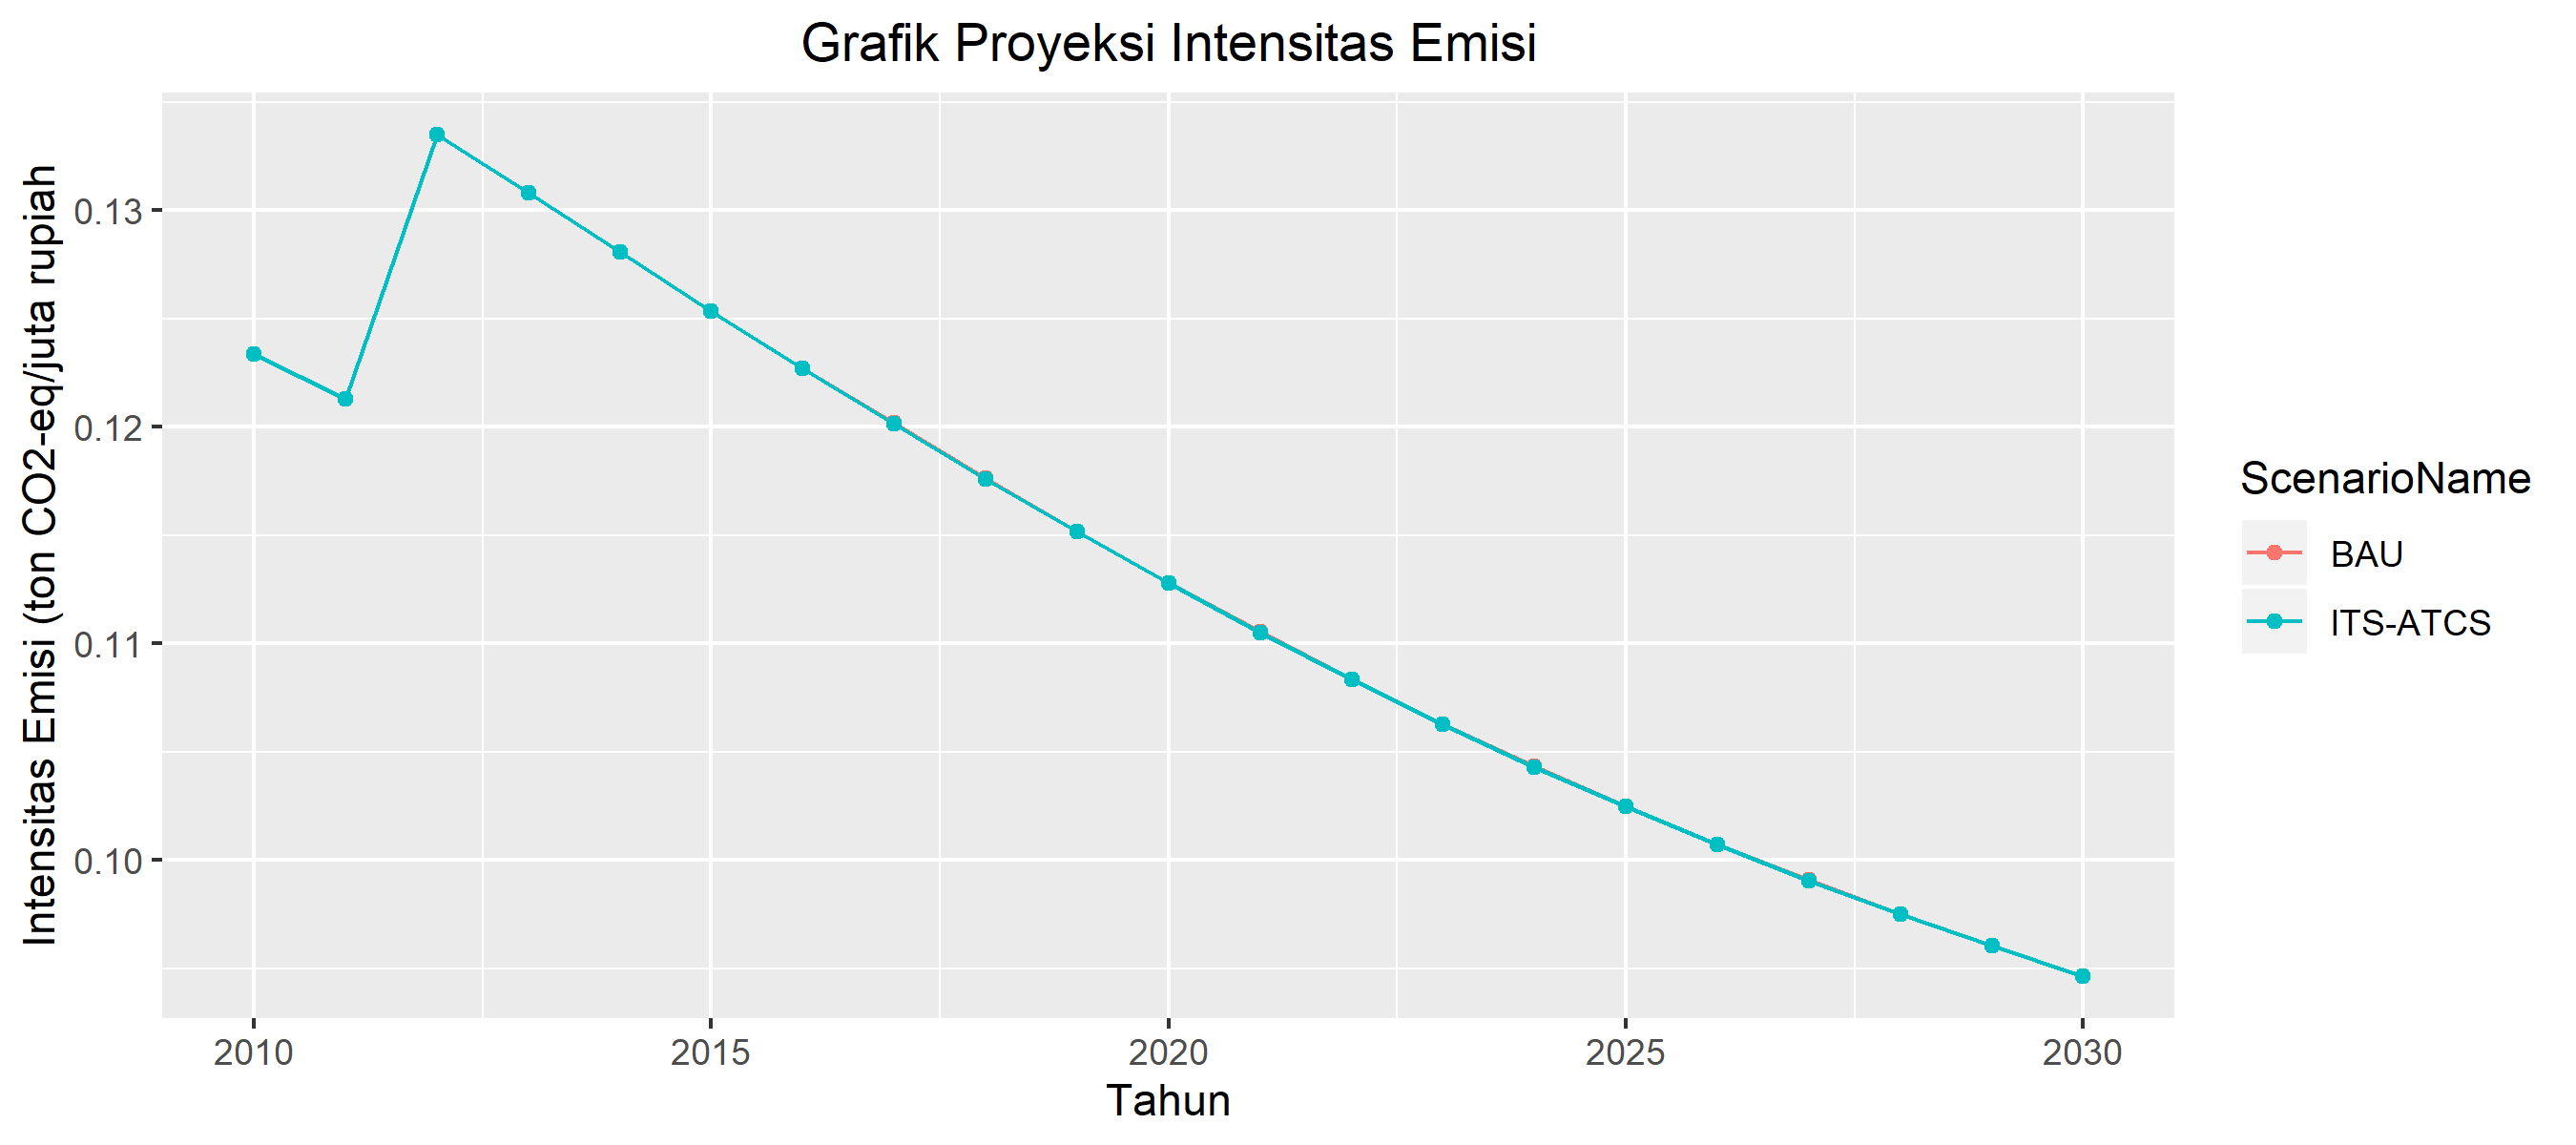 Grafik Proyeksi Intensitas Emisi
Intensitas Emisi (ton CO2-eq/juta rupiah
0.13
0.12
0.11
0.10
2010
2015
2020
2025
2030
Tahun
ScenarioName
BAU
ITS-ATCS